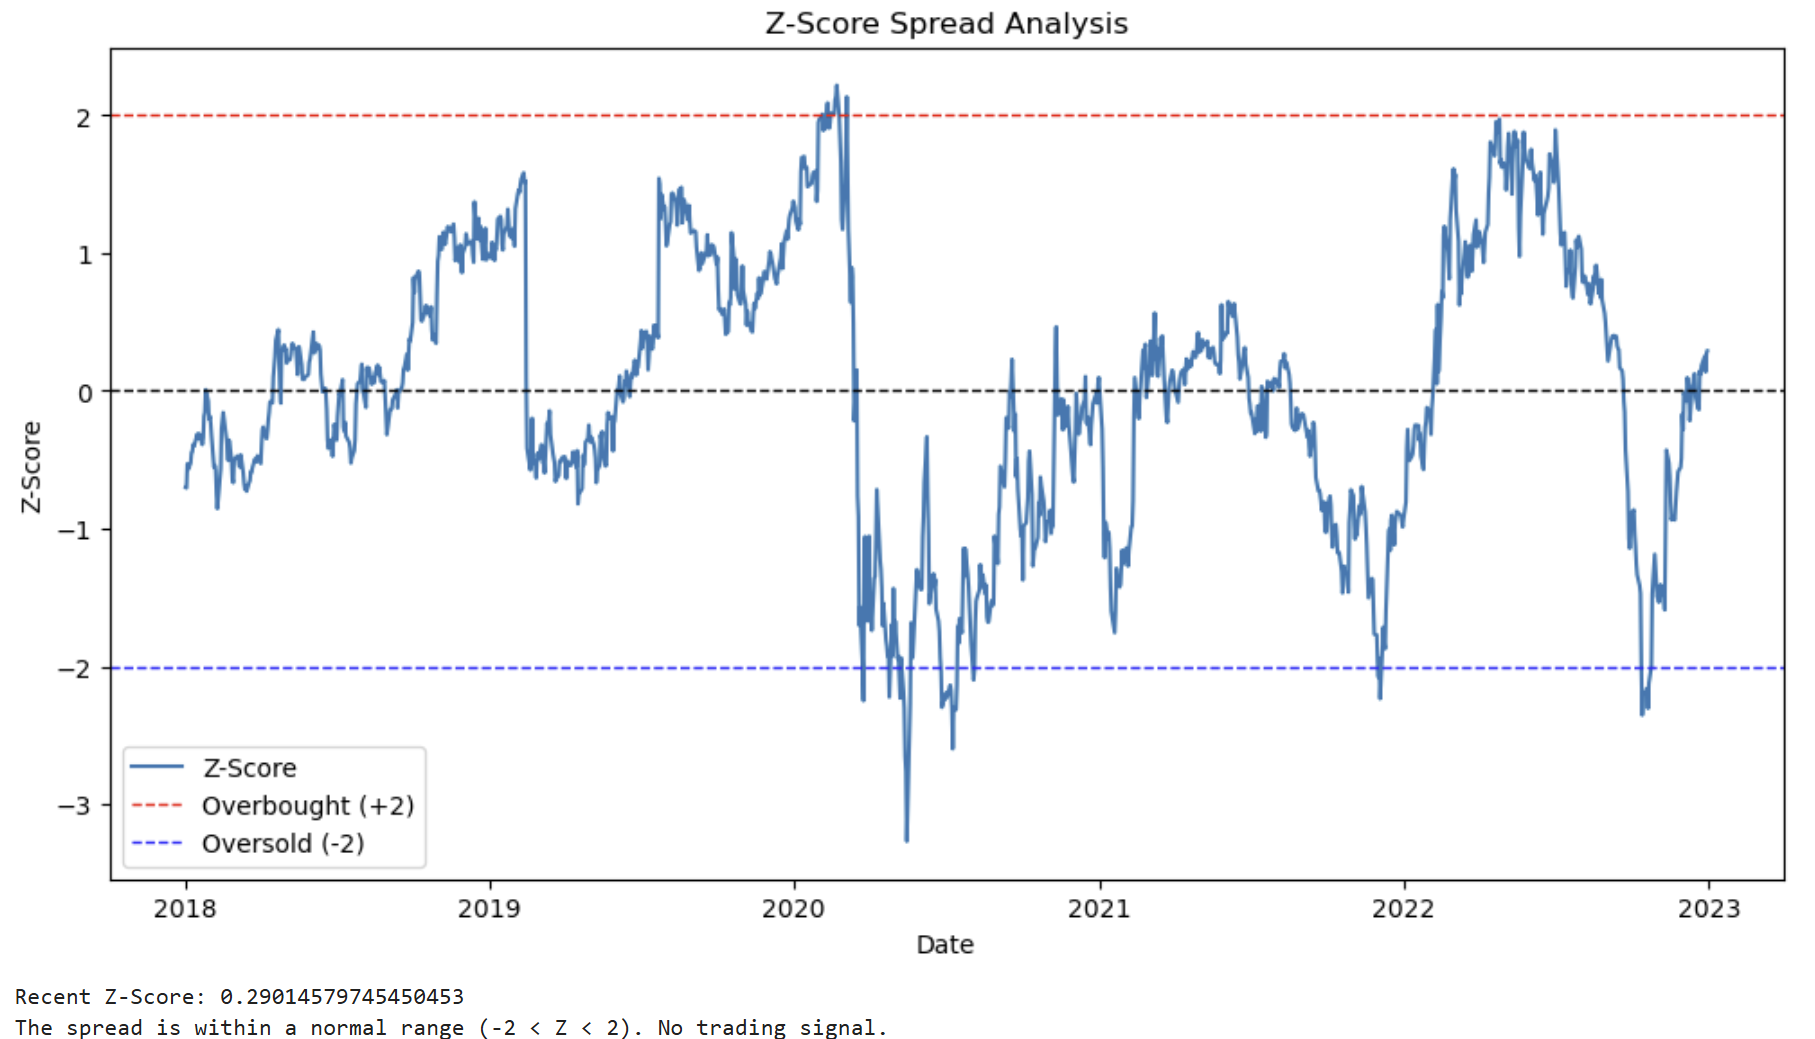 Z-Score Spread Analysis
Z-Score
2
1
0
−1
−2
−3
Z-Score
Overbought (+2)
Oversold (-2)
2018 2019 2020 2021 2022 2023
Date
Recent Z-Score: 0.29014579745450453
The spread is within a normal range (-2 < Z < 2). No trading signal.